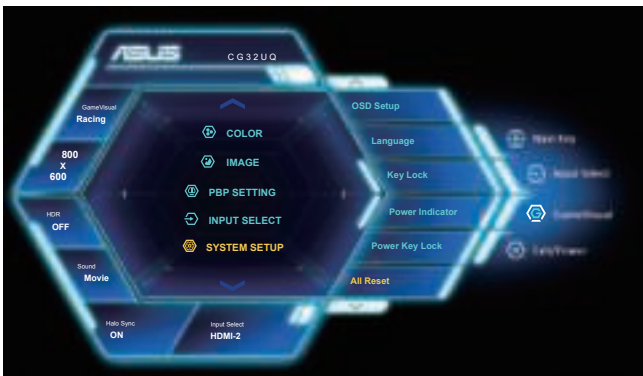 ASUS
CG32UQ
GameVisual
Racing
800
X
600
HDR
OFF
Sound
Movie
Halo Sync
ON
Input Select
HDMI-2
COLOR
IMAGE
PBP SETTING
INPUT SELECT
SYSTEM SETUP
OSD Setup
Language
Key Lock
Power Indicator
Power Key Lock
All Reset
Input Select
GameVisual